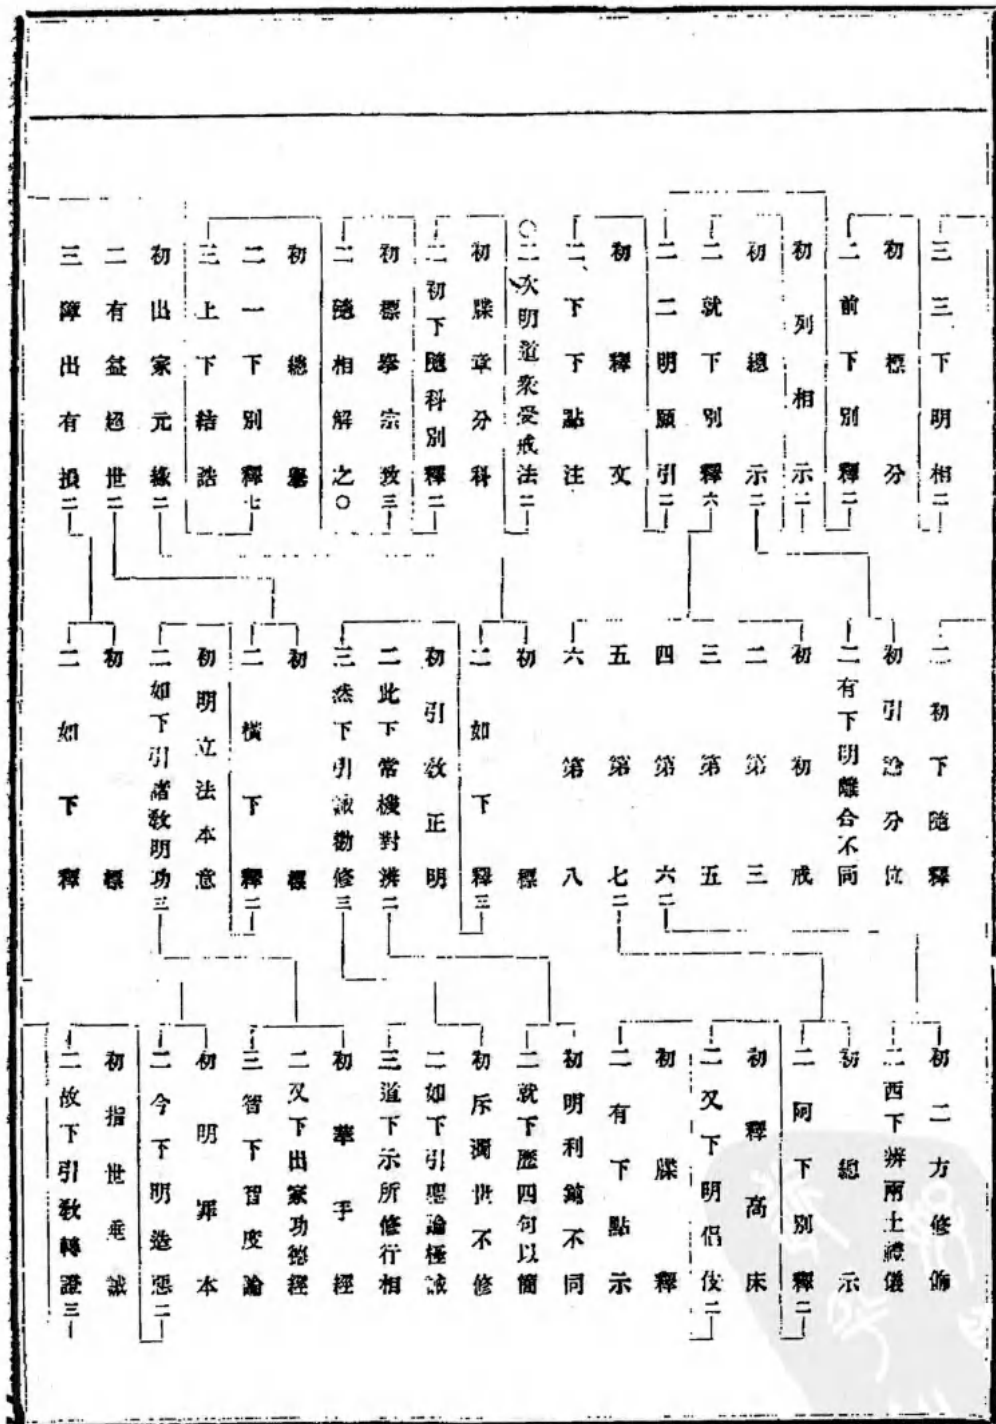 三三下明相二
初標分
二前下別釋二
初列相示二
初總示二
二就下別釋六
二二明顯引二
初釋文
二下下點注
○二次明道衆受戒法二
初牒章分科
二初下隨科別釋二
初標擧宗致三
二隨相解之○
初總擧
二一下別釋七
三上下結誥
初出家元緣二
二有益超世二
三障出有損二
二初下隨釋
初引論分位
二有下明離合不同
初初戒
二第三
三第五
四第六二
五第七二
六第八
初標
二如下釋三
初引教正明
二此下常機對辨二
三然下引誡勸修三
初標
二橫下釋二
初明立法本意
二如下引諸教明功三
初標
二如下釋
初二方修飾
二西下辨兩土禮儀
初總示
二阿下別釋二
初釋高床
二又下明倡伎二
初牒釋
二有下點示
初明利鈍不同
二就下歷四句以簡
初斥濁世不修
二如下引聖論極誡
三道下示所修行相
初華手經
二又下出家功德經
三智下智度論
初明罪本
二今下明造惡二
初指世垂誡
二故下引教轉證三